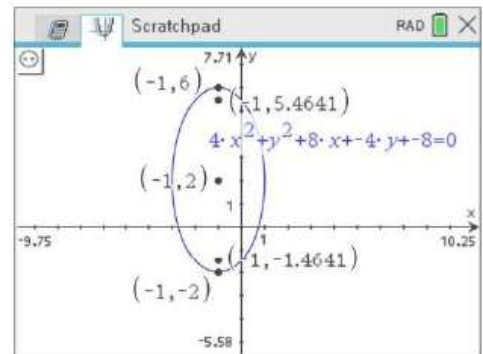 Scratchpad
RAD
7.71
y
(-1,6)
(-1,5.4641)
4·x²+y²+8·x+-4·y+-8=0
(-1,2)
1
x
-9.75
1
10.25
(-1,-1.4641)
(-1,-2)
-5.58